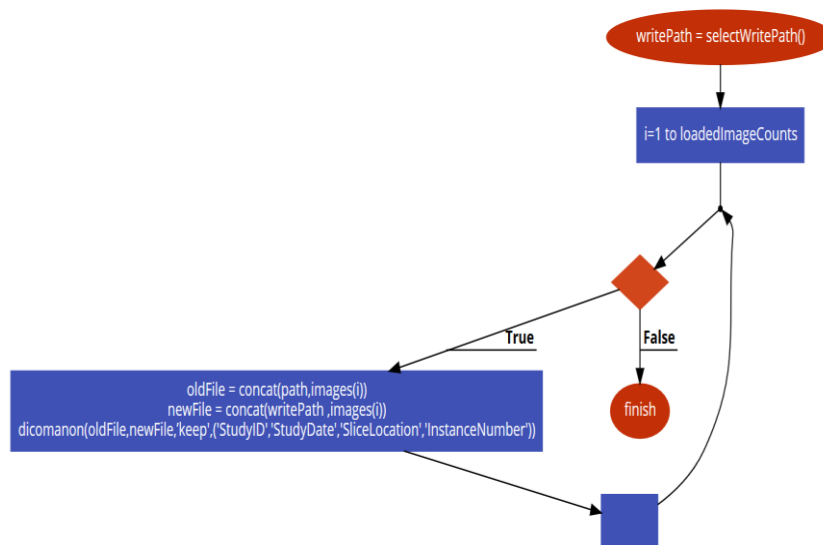 writePath = selectWritePath()
i=1 to loadedImageCounts
True
False
oldFile = concat(path,images(i))
newFile = concat(writePath ,images(i))
dicomanon(oldFile,newFile,'keep',('StudyID','StudyDate','SliceLocation','InstanceNumber'))
finish